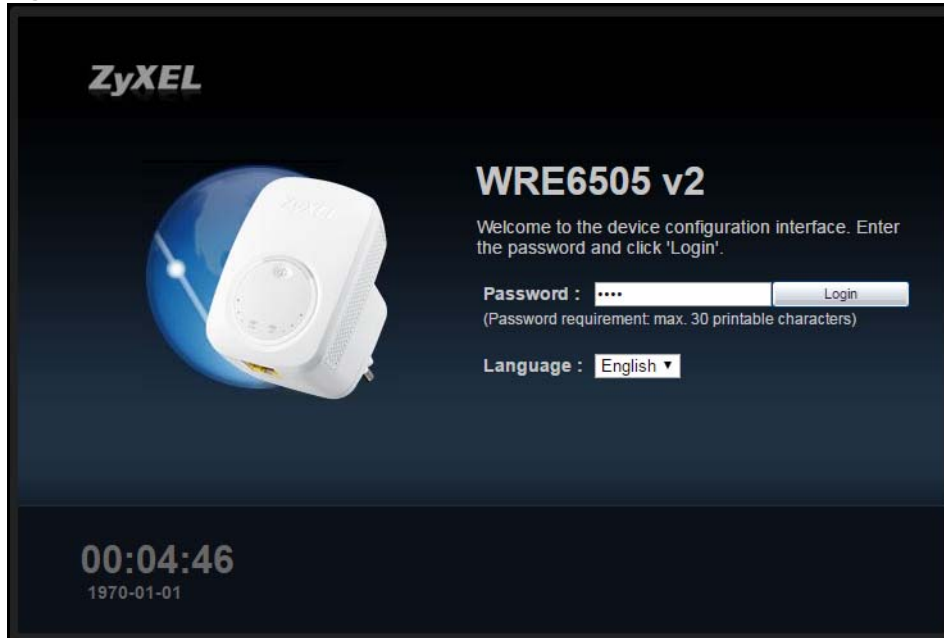 ZyXEL
WRE6505 v2
Welcome to the device configuration interface. Enter
the password and click 'Login'.
Password : •••• Login
(Password requirement: max. 30 printable characters)
Language : English ▼
ZyXEL
00:04:46
1970-01-01